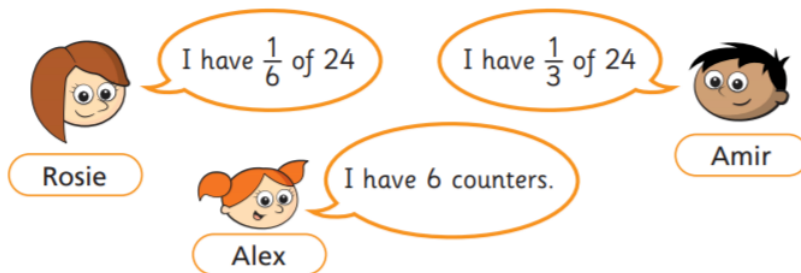 I have 1/6 of 24
Rosie
I have 1/3 of 24
Amir
I have 6 counters.
Alex